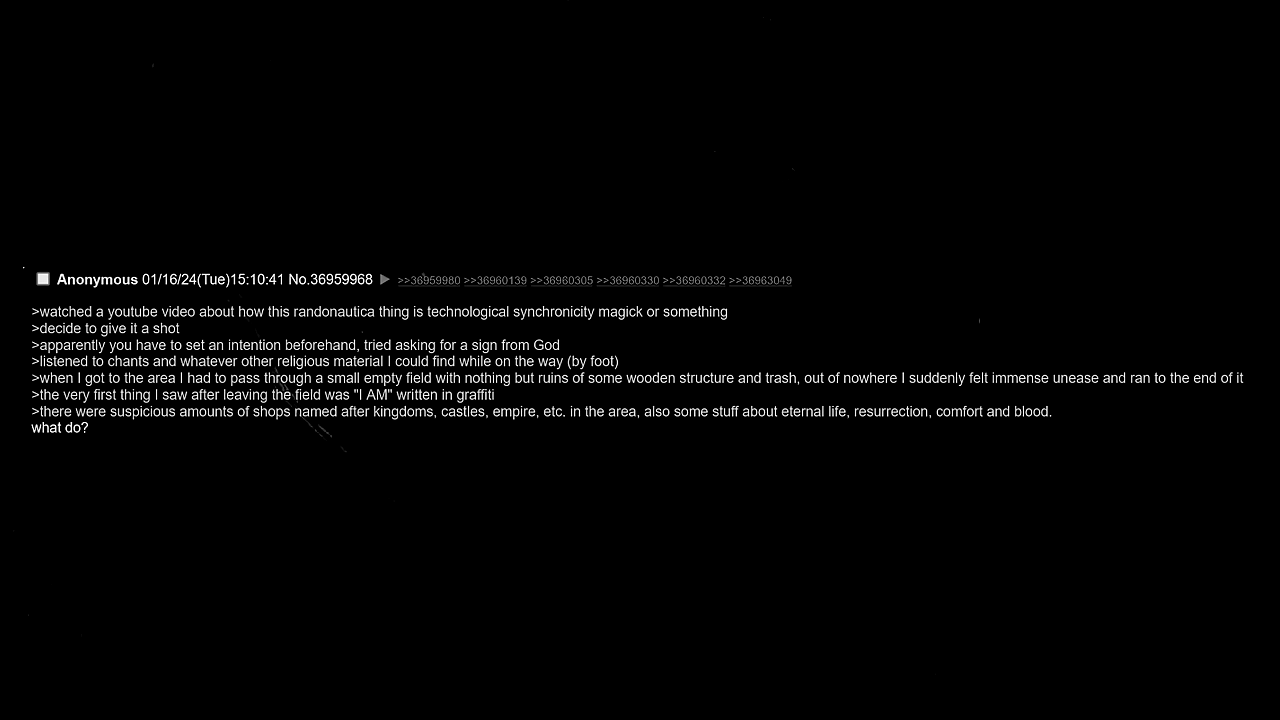 Anonymous 01/16/24(Tue)15:10:41 No.36959968 ▶ >>36959980 >>36960139 >>36960305 >>36960330 >>36960332 >>36963049
>watched a youtube video about how this randonautica thing is technological synchronicity magick or something
>decide to give it a shot
>apparently you have to set an intention beforehand, tried asking for a sign from God
>listened to chants and whatever other religious material I could find while on the way (by foot)
>when I got to the area I had to pass through a small empty field with nothing but ruins of some wooden structure and trash, out of nowhere I suddenly felt immense unease and ran to the end of it
>the very first thing I saw after leaving the field was "I AM" written in graffiti
>there were suspicious amounts of shops named after kingdoms, castles, empire, etc. in the area, also some stuff about eternal life, resurrection, comfort and blood.
what do?